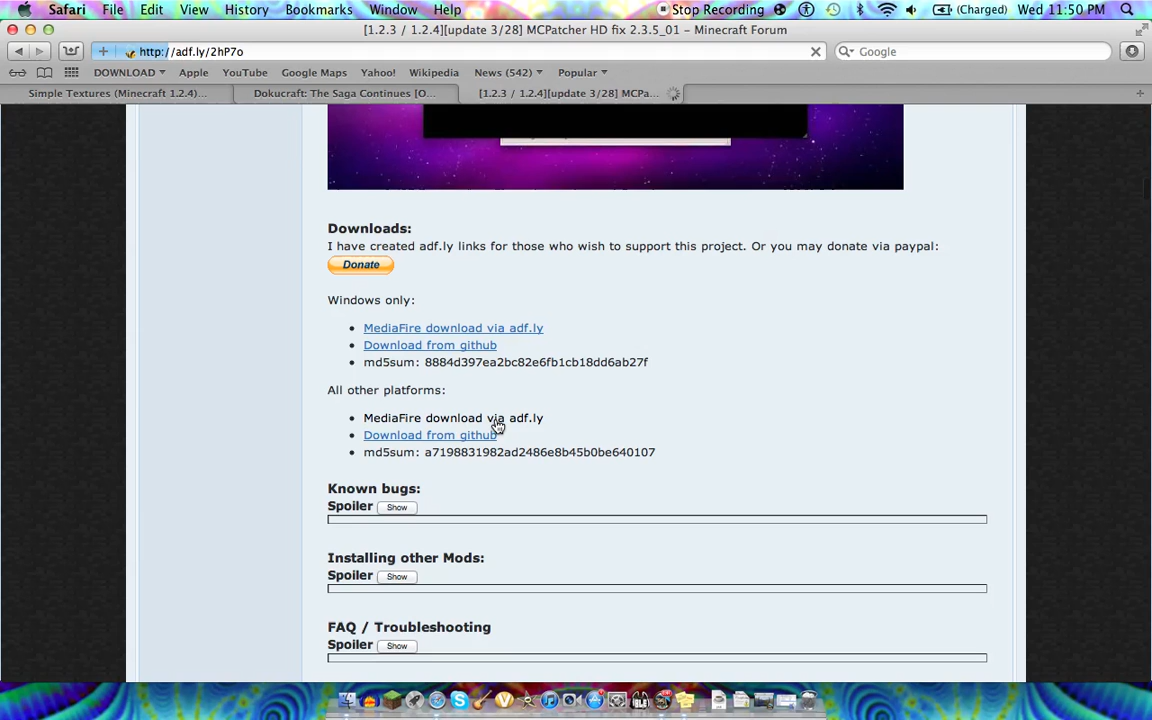 Safari File Edit View History Bookmarks Window Help Stop Recording (Charged) Wed 11:50 PM
[1.2.3 / 1.2.4][update 3/28] MCPatcher HD fix 2.3.5_01 – Minecraft Forum
http://adf.ly/2hP7o Google
DOWNLOAD Apple YouTube Google Maps Yahoo! Wikipedia News (542) Popular
Simple Textures (Minecraft 1.2.4)... Dokucraft: The Saga Continues [O... [1.2.3 / 1.2.4][update 3/28] MCPa...
Downloads:
I have created adf.ly links for those who wish to support this project. Or you may donate via paypal:
Donate
Windows only:
• MediaFire download via adf.ly
• Download from github
• md5sum: 8884d397ea2bc82e6fb1cb18dd6ab27f
All other platforms:
• MediaFire download via adf.ly
• Download from github
• md5sum: a7198831982ad2486e8b45b0be640107
Known bugs:
Spoiler Show
Installing other Mods:
Spoiler Show
FAQ / Troubleshooting
Spoiler Show